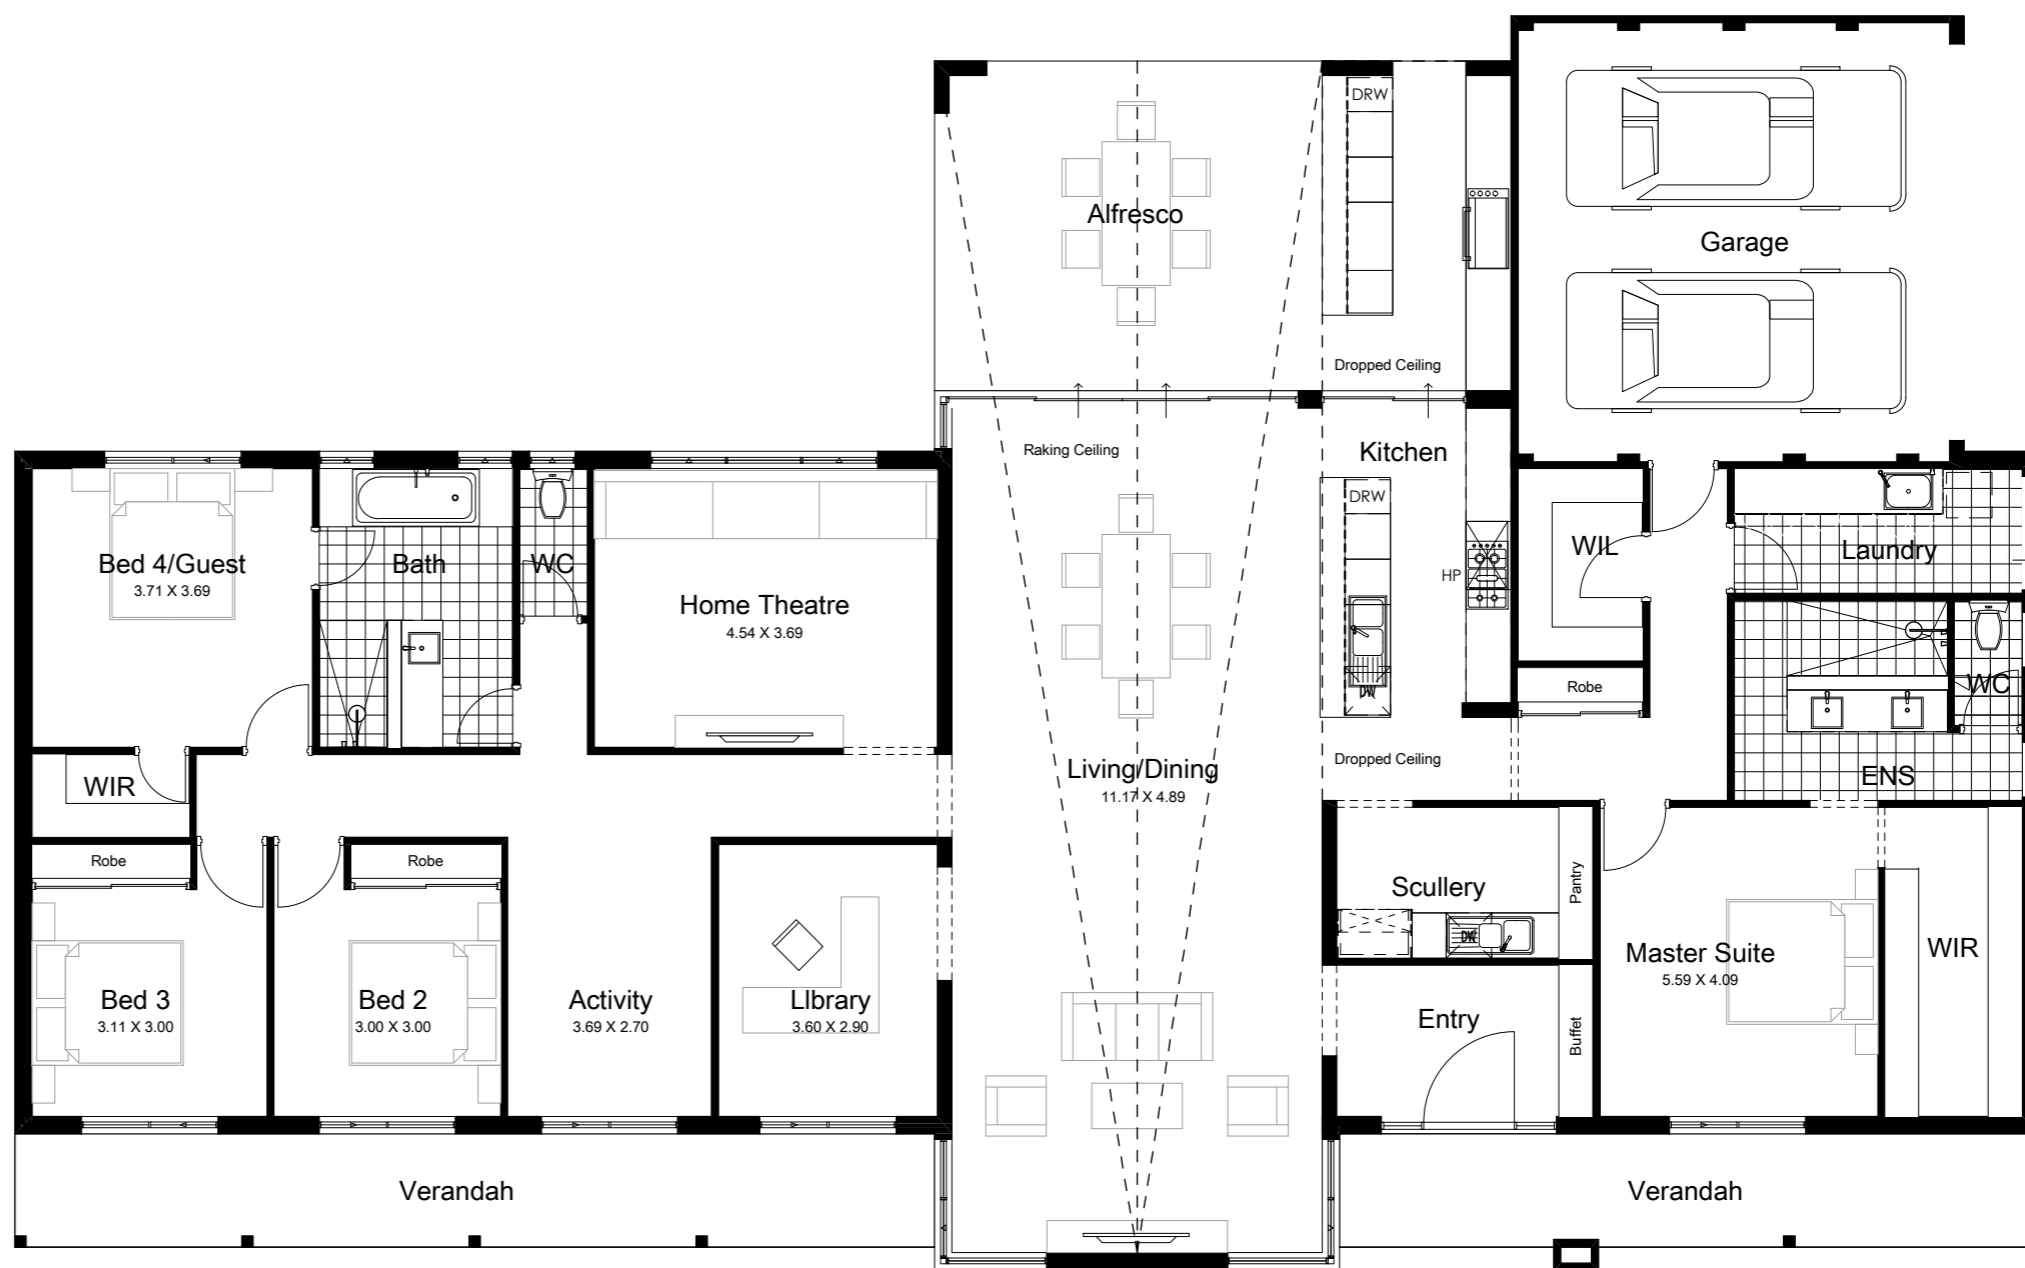 DRW
Alfresco
Garage
Dropped Ceiling
Raking Ceiling
Kitchen
DRW
Bed 4/Guest
3.71 X 3.69
Bath
WC
Home Theatre
4.54 X 3.69
HP
WIL
Laundry
DW
Robe
WC
WIR
Living/Dining
11.17 X 4.89
Dropped Ceiling
ENS
Robe
Robe
Scullery
Pantry
DW
Master Suite
5.59 X 4.09
WIR
Bed 3
3.11 X 3.00
Bed 2
3.00 X 3.00
Activity
3.69 X 2.70
LIbrary
3.60 X 2.90
Entry
Buffet
Verandah
Verandah